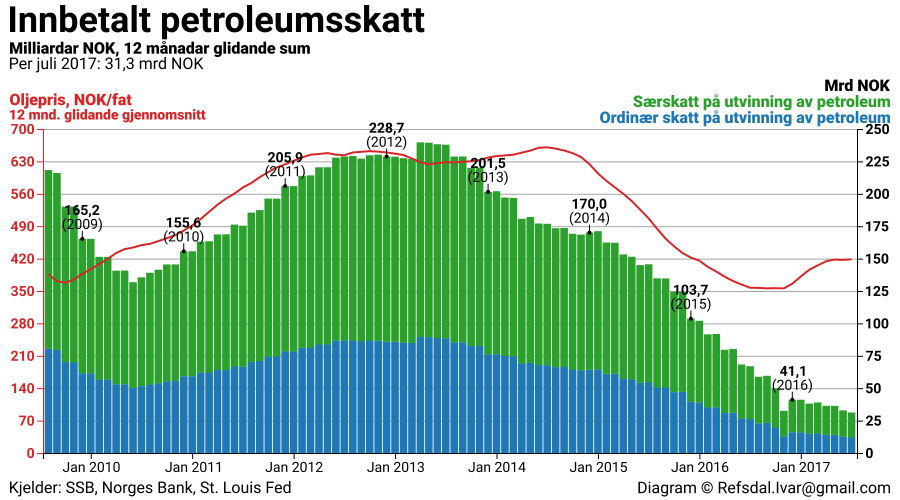 Innbetalt petroleumsskatt
Milliardar NOK, 12 månadar glidande sum
Per juli 2017: 31,3 mrd NOK
Mrd NOK
Oljepris, NOK/fat
Særskatt på utvinning av petroleum
12 mnd. glidande gjennomsnitt
Ordinær skatt på utvinning av petroleum
700
250
630
225
560
200
490
175
420
150
350
125
280
100
210
75
140
50
70
25
0
0
165,2
(2009)
155,6
(2010)
205,9
(2011)
228,7
(2012)
201,5
(2013)
170,0
(2014)
103,7
(2015)
41,1
(2016)
Jan 2010
Jan 2011
Jan 2012
Jan 2013
Jan 2014
Jan 2015
Jan 2016
Jan 2017
Kjelder: SSB, Norges Bank, St. Louis Fed
Diagram © Refsdal.Ivar@gmail.com